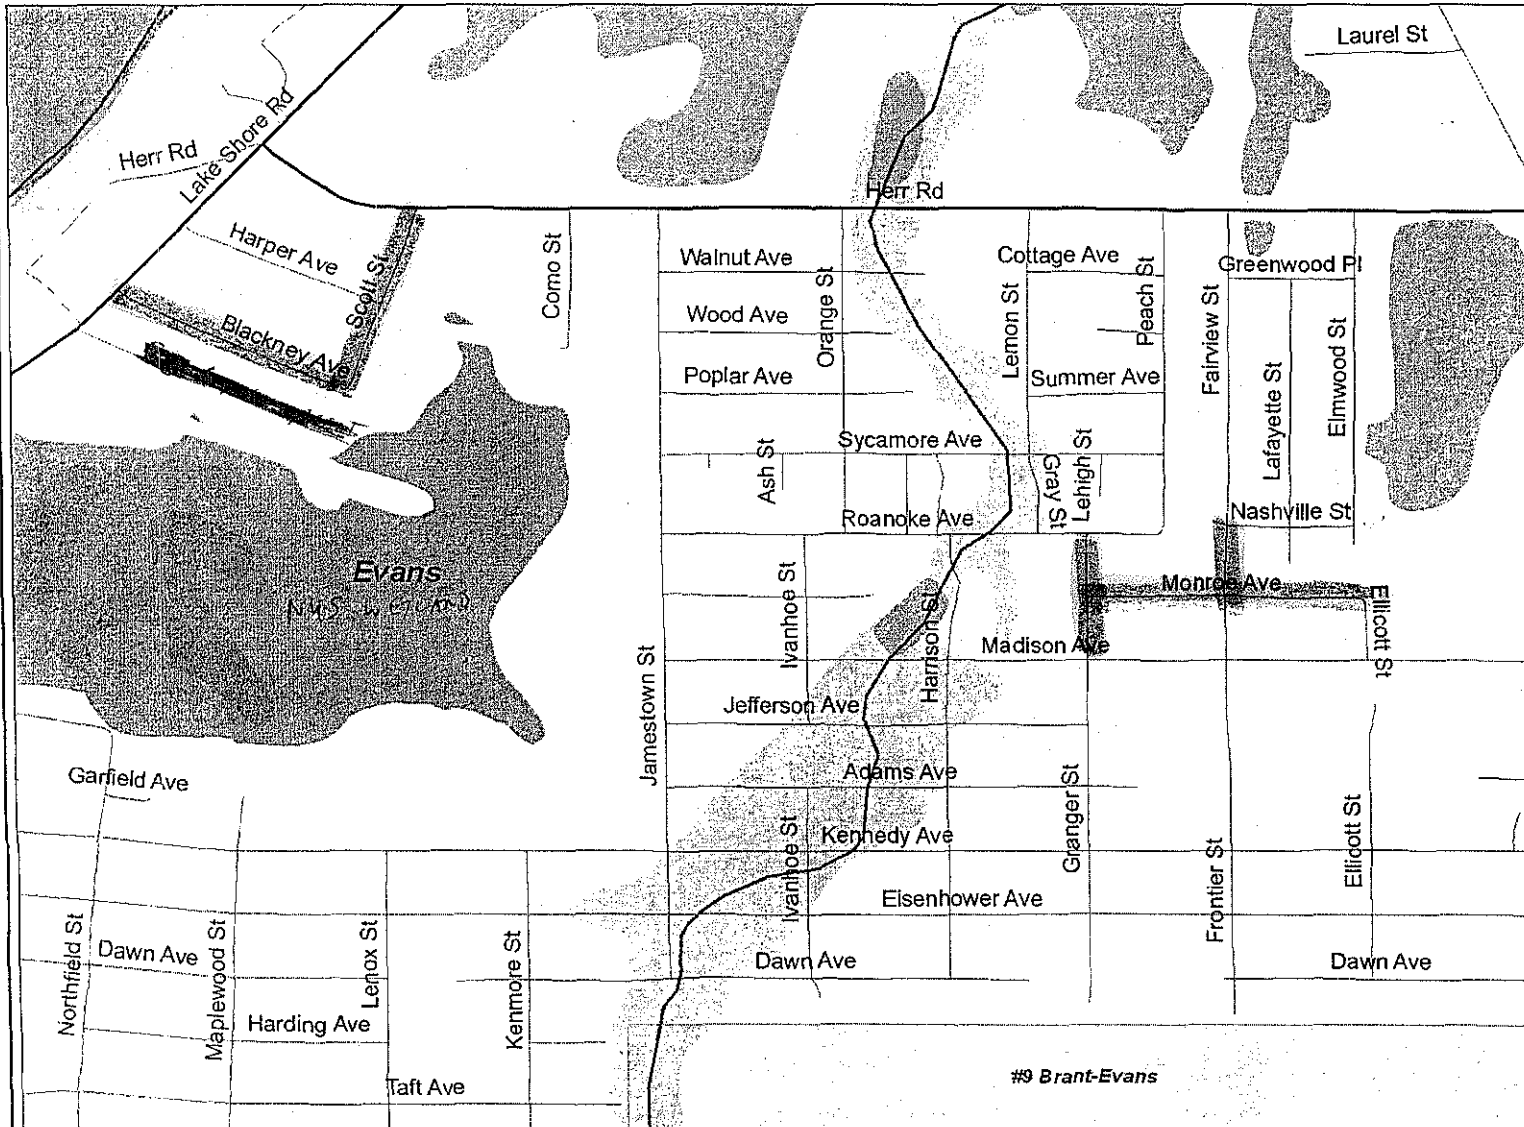 Laurel St
Herr Rd
Lake Shore Rd
Herr Rd
Harper Ave
Scott St
Blackney Ave
Como St
Walnut Ave
Orange St
Cottage Ave
Lemon St
Peach St
Fairview St
Greenwood Pl
Wood Ave
Poplar Ave
Summer Ave
Lafayette St
Elmwood St
Sycamore Ave
Ash St
Gray St
Lehigh St
Roanoke Ave
Nashville St
Evans
NYS WETLAND
Ivanhoe St
Harrison St
Monroe Ave
Ellicott St
Madison Ave
Jamestown St
Jefferson Ave
Garfield Ave
Adams Ave
Granger St
Kennedy Ave
Ivanhoe St
Ellicott St
Frontier St
Eisenhower Ave
Northfield St
Dawn Ave
Maplewood St
Lenox St
Kenmore St
Dawn Ave
Dawn Ave
Harding Ave
Taft Ave
#9 Brant-Evans